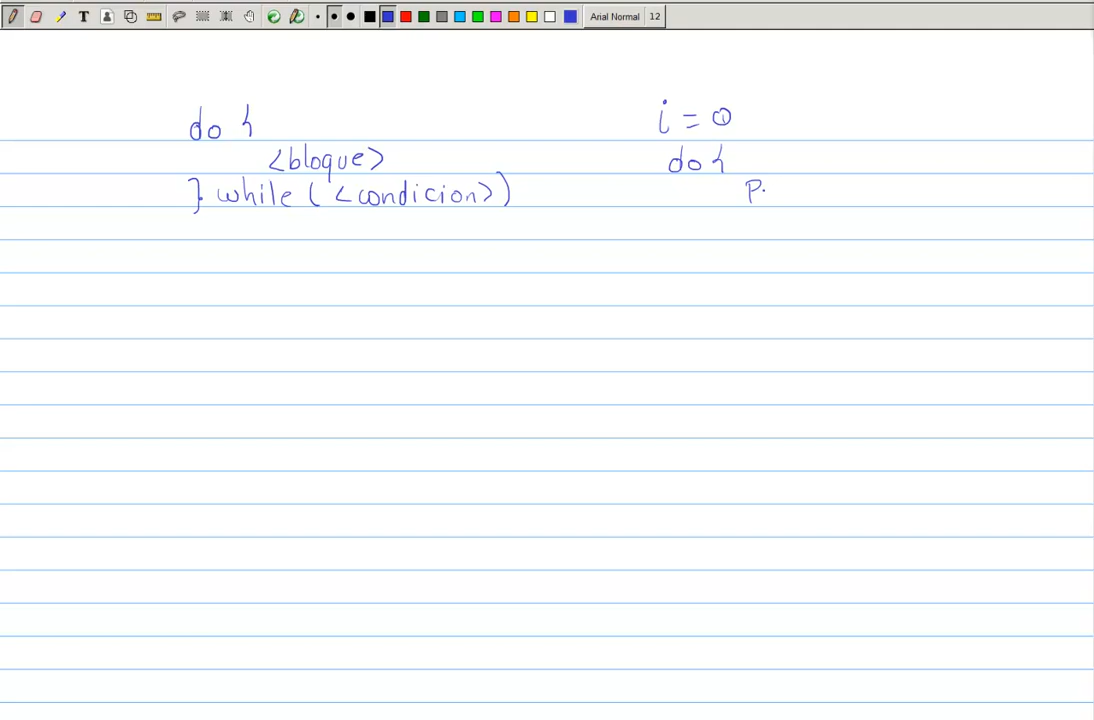 Arial Normal 12
do {
<bloque>
} while ( <condicion> )
i = 0
do {
P.